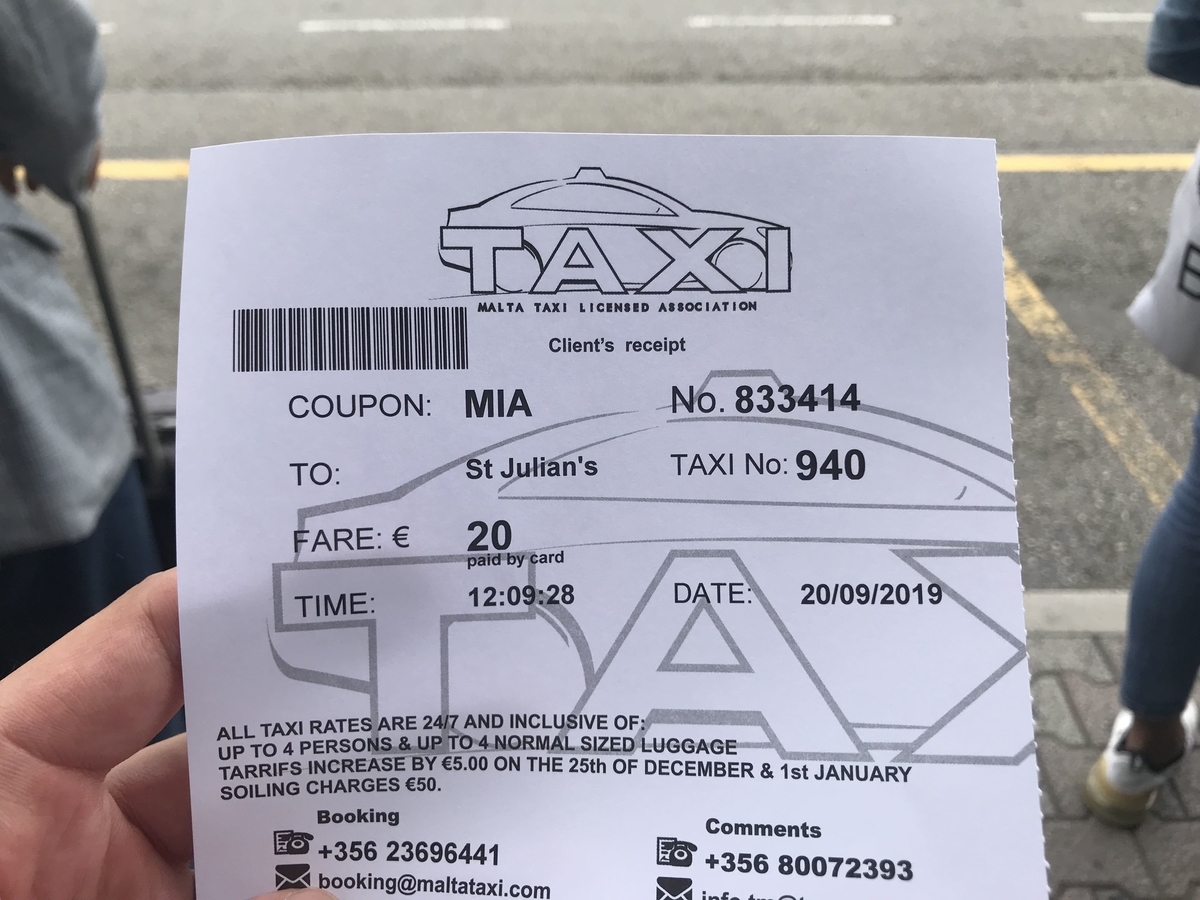 TAXI
MALTA TAXI LICENSED ASSOCIATION
Client's receipt
COUPON: MIA No. 833414
TO: St Julian's TAXI No: 940
FARE: € 20
paid by card
TIME: 12:09:28 DATE: 20/09/2019
ALL TAXI RATES ARE 24/7 AND INCLUSIVE OF:
UP TO 4 PERSONS & UP TO 4 NORMAL SIZED LUGGAGE
TARRIFS INCREASE BY €5.00 ON THE 25th OF DECEMBER & 1st JANUARY
SOILING CHARGES €50.
Booking Comments
+356 23696441 +356 80072393
booking@maltataxi.com